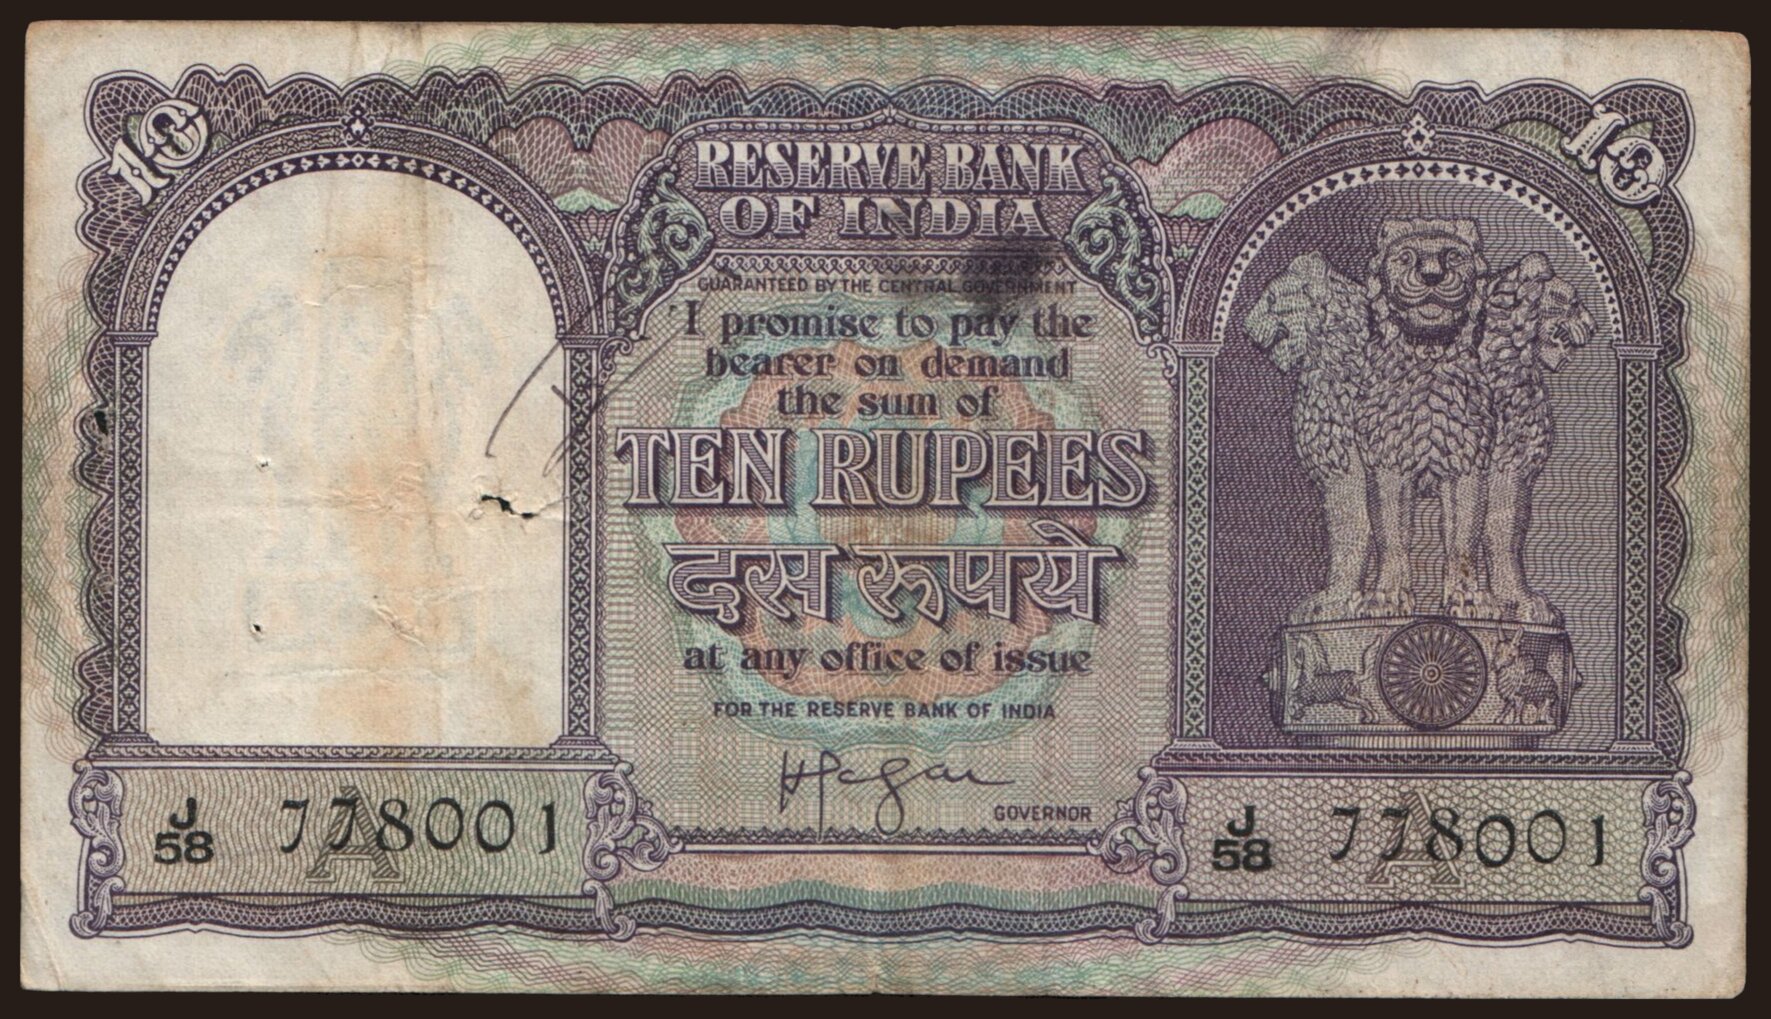 10
10
RESERVE BANK
OF INDIA
GUARANTEED BY THE CENTRAL GOVERNMENT
I promise to pay the
bearer on demand
the sum of
TEN RUPEES
दस रुपये
at any office of issue
FOR THE RESERVE BANK OF INDIA
GOVERNOR
J
58 A 778001
J
58 A 778001